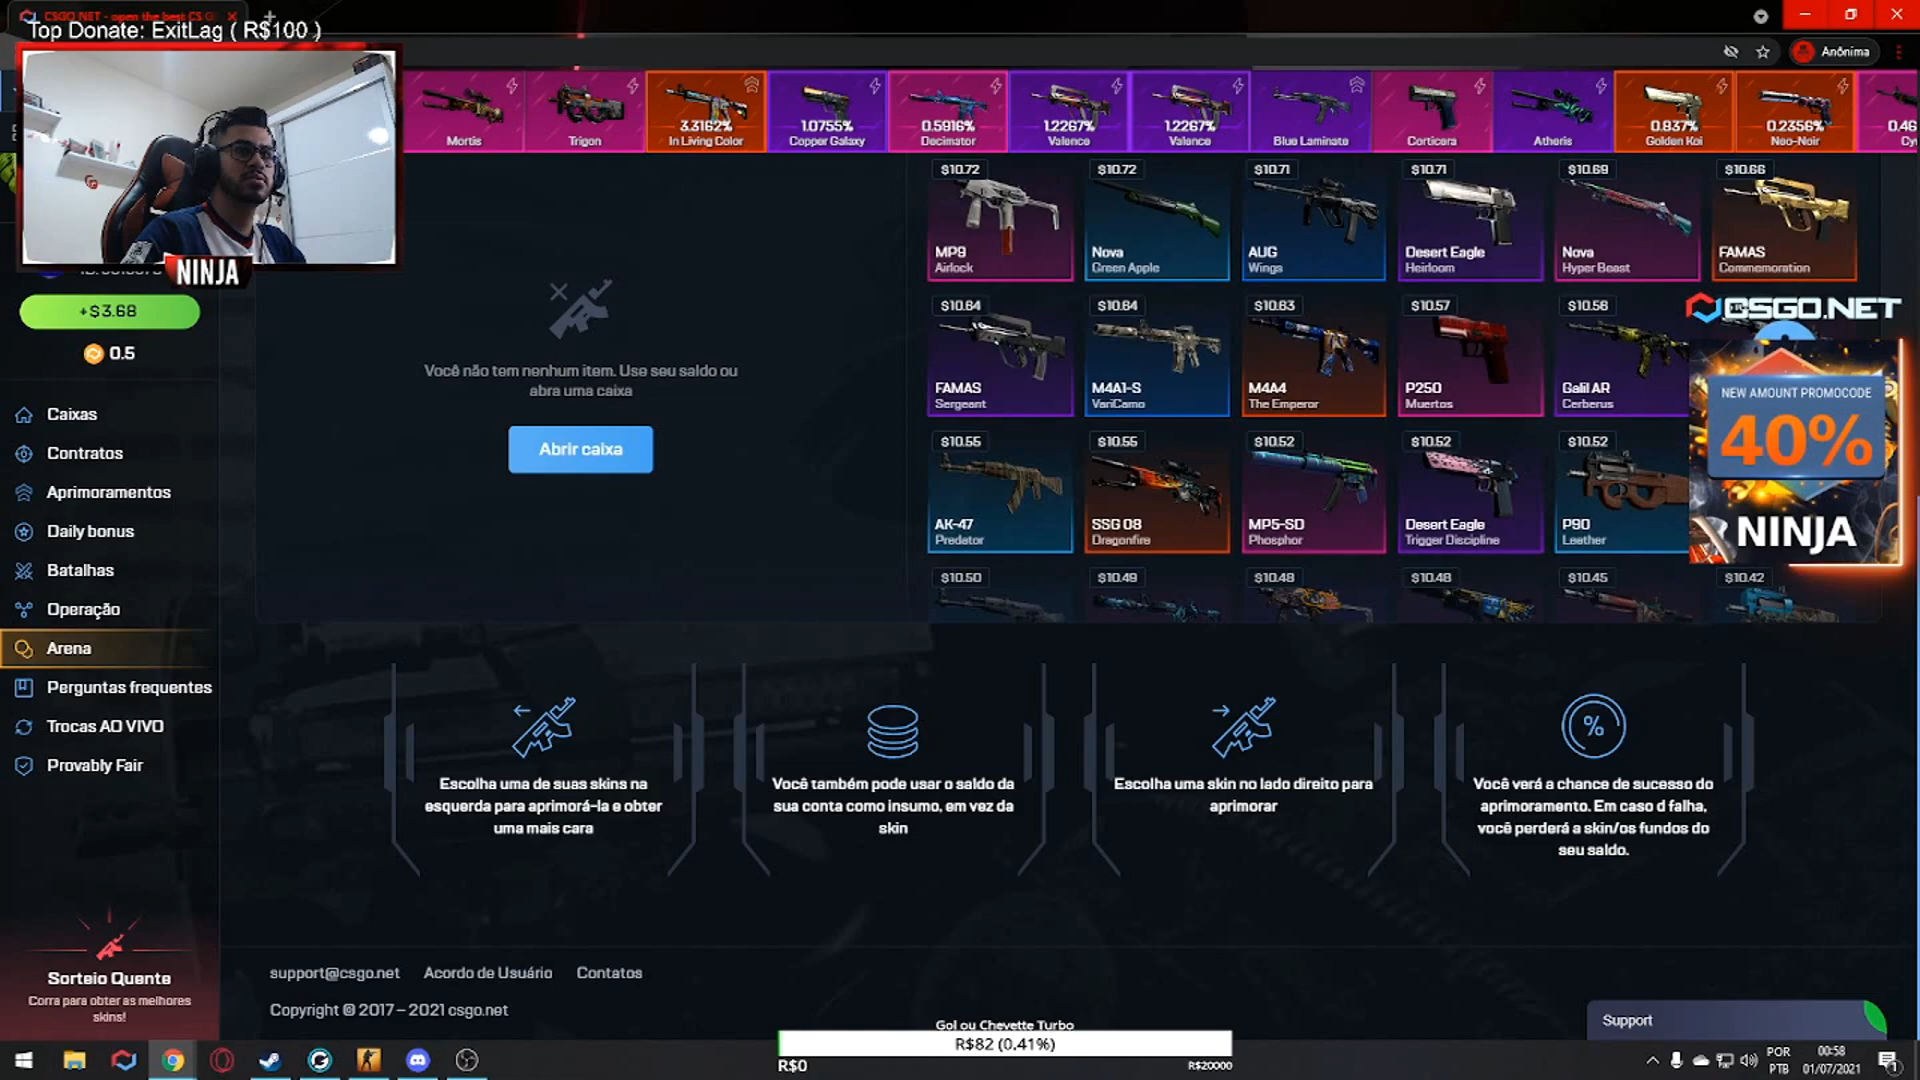 CSGO.NET - open the best CS G
Top Donate: ExitLag ( R$100 )
Anônima
NINJA
Mortis
Trigon
3.3162%
In Living Color
1.0755%
Copper Galaxy
0.5916%
Decimator
1.2267%
Valence
1.2267%
Valence
Blue Laminate
Corticera
Atheris
0.837%
Golden Koi
0.2356%
Neo-Noir
0.46
Cy
+$3.68
0.5
Caixas
Contratos
Aprimoramentos
Daily bonus
Batalhas
Operação
Arena
Perguntas frequentes
Trocas AO VIVO
Provably Fair
Sorteio Quente
Corra para obter as melhores
skins!
Você não tem nenhum item. Use seu saldo ou
abra uma caixa
Abrir caixa
$10.72
MP9
Airlock
$10.72
Nova
Green Apple
$10.71
AUG
Wings
$10.71
Desert Eagle
Heirloom
$10.69
Nova
Hyper Beast
$10.66
FAMAS
Commemoration
$10.64
FAMAS
Sergeant
$10.64
M4A1-S
VariCamo
$10.63
M4A4
The Emperor
$10.57
P250
Muertos
$10.56
Galil AR
Cerberus
$10.55
AK-47
Predator
$10.55
SSG 08
Dragonfire
$10.52
MP5-SD
Phosphor
$10.52
Desert Eagle
Trigger Discipline
$10.52
P90
Leather
$10.50
$10.49
$10.48
$10.48
$10.45
$10.42
CSGO.NET
NEW AMOUNT PROMOCODE
40%
NINJA
Escolha uma de suas skins na
esquerda para aprimorá-la e obter
uma mais cara
Você também pode usar o saldo da
sua conta como insumo, em vez da
skin
Escolha uma skin no lado direito para
aprimorar
%
Você verá a chance de sucesso do
aprimoramento. Em caso d falha,
você perderá a skin/os fundos do
seu saldo.
support@csgo.net
Acordo de Usuário
Contatos
Copyright © 2017 – 2021 csgo.net
Support
Gol ou Chevette Turbo
R$82 (0.41%)
R$0
R$20000
POR
PTB
00:58
01/07/2021
1